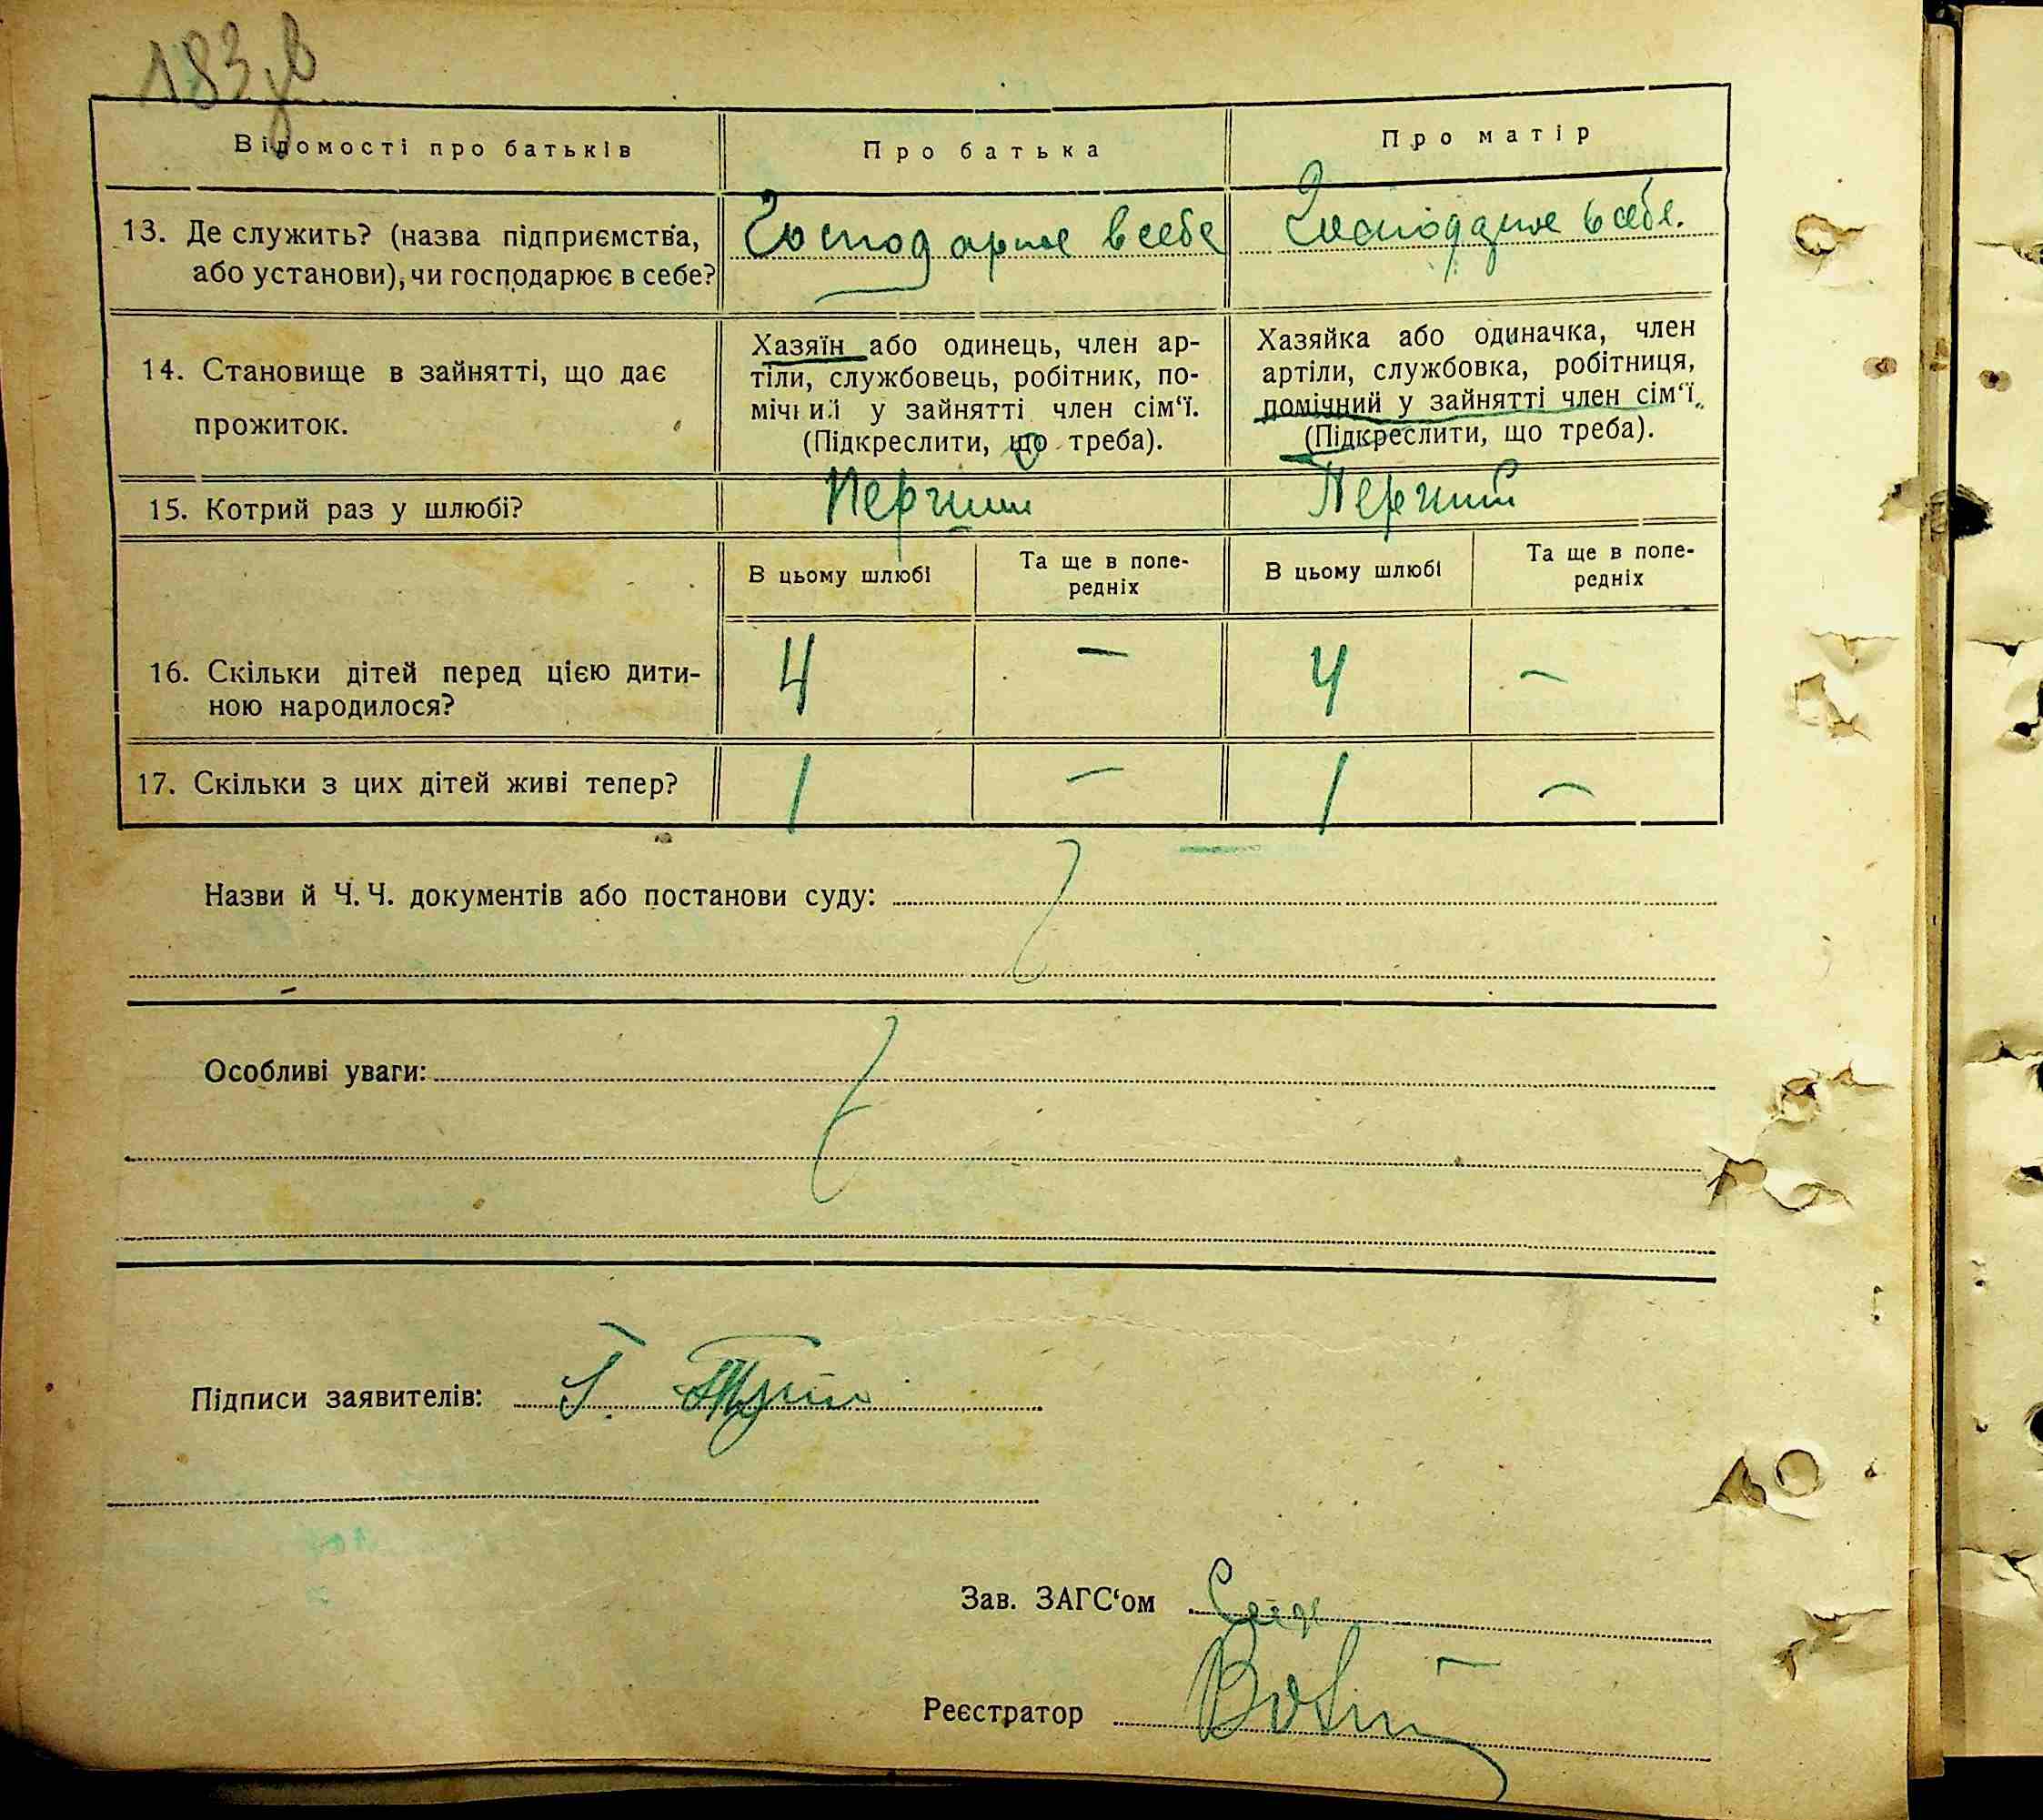 183 зв
Відомості про батьків
Про батька
Про матір
13. Де служить? (назва підприємства,
або установи), чи господарює в себе?
Господарює в себе
Господарює в себе.
14. Становище в зайнятті, що дає
прожиток.
Хазяїн або одинець, член ар-
тіли, службовець, робітник, по-
мічний у зайнятті член сім‘ї.
(Підкреслити, що треба).
Хазяйка або одиначка, член
артіли, службовка, робітниця,
помічний у зайнятті член сім‘ї.
(Підкреслити, що треба).
15. Котрий раз у шлюбі?
Перший
Перший
В цьому шлюбі
Та ще в попе-
редніх
В цьому шлюбі
Та ще в попе-
редніх
16. Скільки дітей перед цією дити-
ною народилося?
4 — 4 —
17. Скільки з цих дітей живі тепер?
1 — 1 —
Назви й Ч. Ч. документів або постанови суду:
Особливі уваги:
Підписи заявителів:
Зав. ЗАГС‘ом
Реєстратор